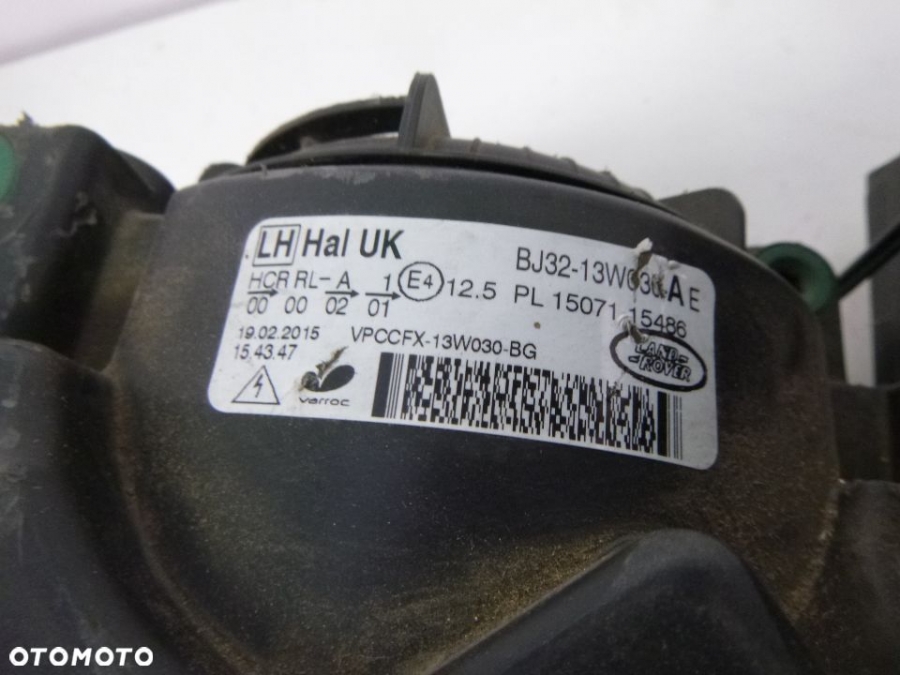 LH Hal UK
BJ32-13W030-A E
HCR RL- A 1 E4 12.5 PL 15071 15486
00 00 02 01
19.02.2015 VPCCFX-13W030-BG
15.43.47
LAND-
-ROVER
varroc
OTOMOTO